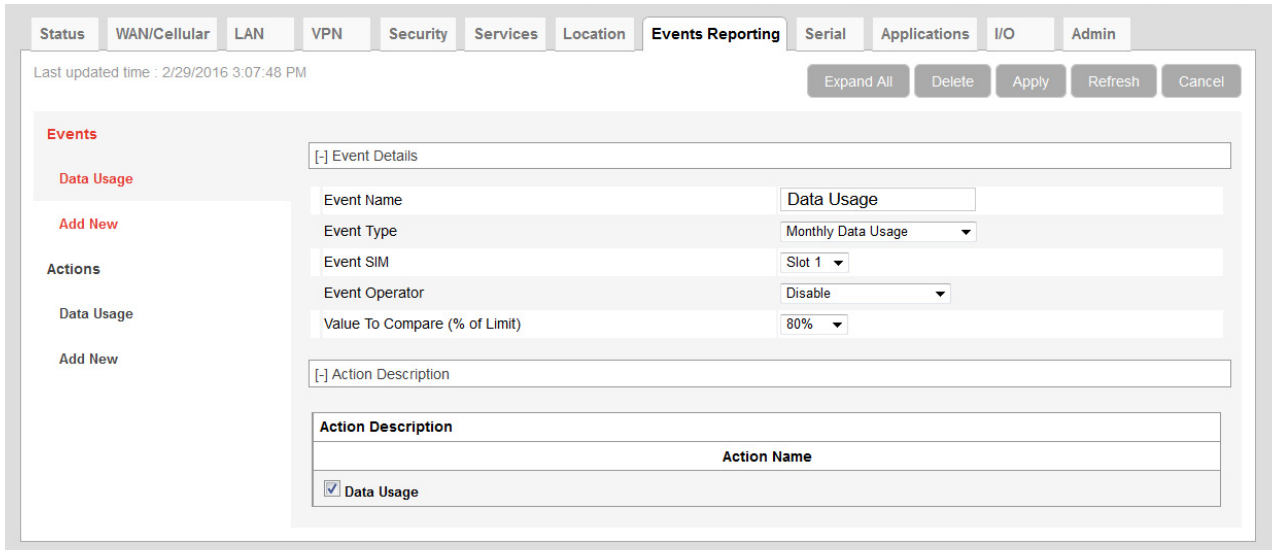 Status WAN/Cellular LAN VPN Security Services Location Events Reporting Serial Applications I/O Admin
Last updated time : 2/29/2016 3:07:48 PM
Expand All Delete Apply Refresh Cancel
Events
Data Usage
Add New
Actions
Data Usage
Add New
[-] Event Details
Event Name Data Usage
Event Type Monthly Data Usage
Event SIM Slot 1
Event Operator Disable
Value To Compare (% of Limit) 80%
[-] Action Description
Action Description
Action Name
Data Usage